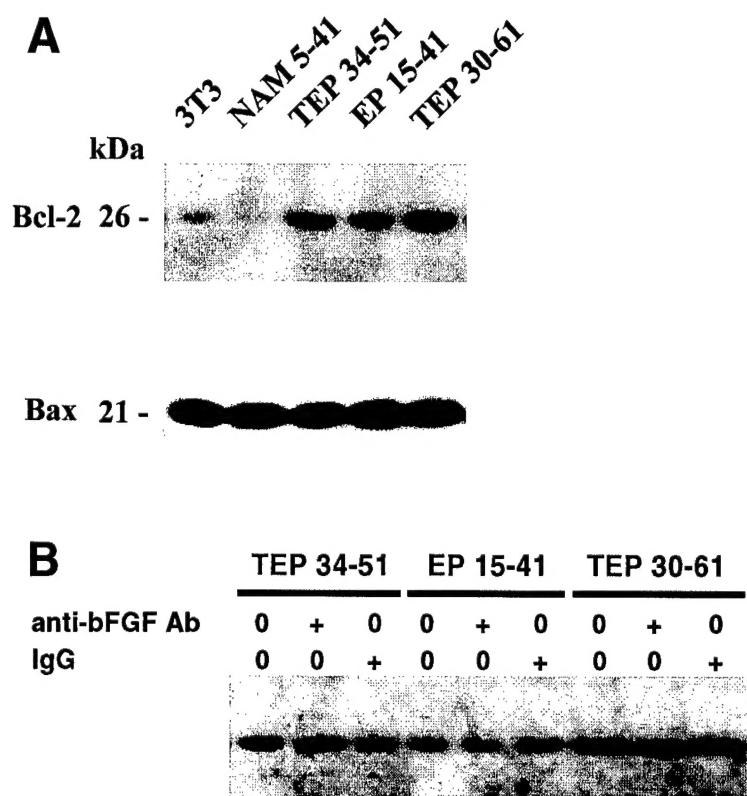 A
3T3 NAM 5-41 TEP 34-51 EP 15-41 TEP 30-61
kDa
Bcl-2 26 -
Bax 21 -
B
TEP 34-51 EP 15-41 TEP 30-61
anti-bFGF Ab 0 + 0 0 + 0 0 + 0
IgG 0 0 + 0 0 + 0 0 +